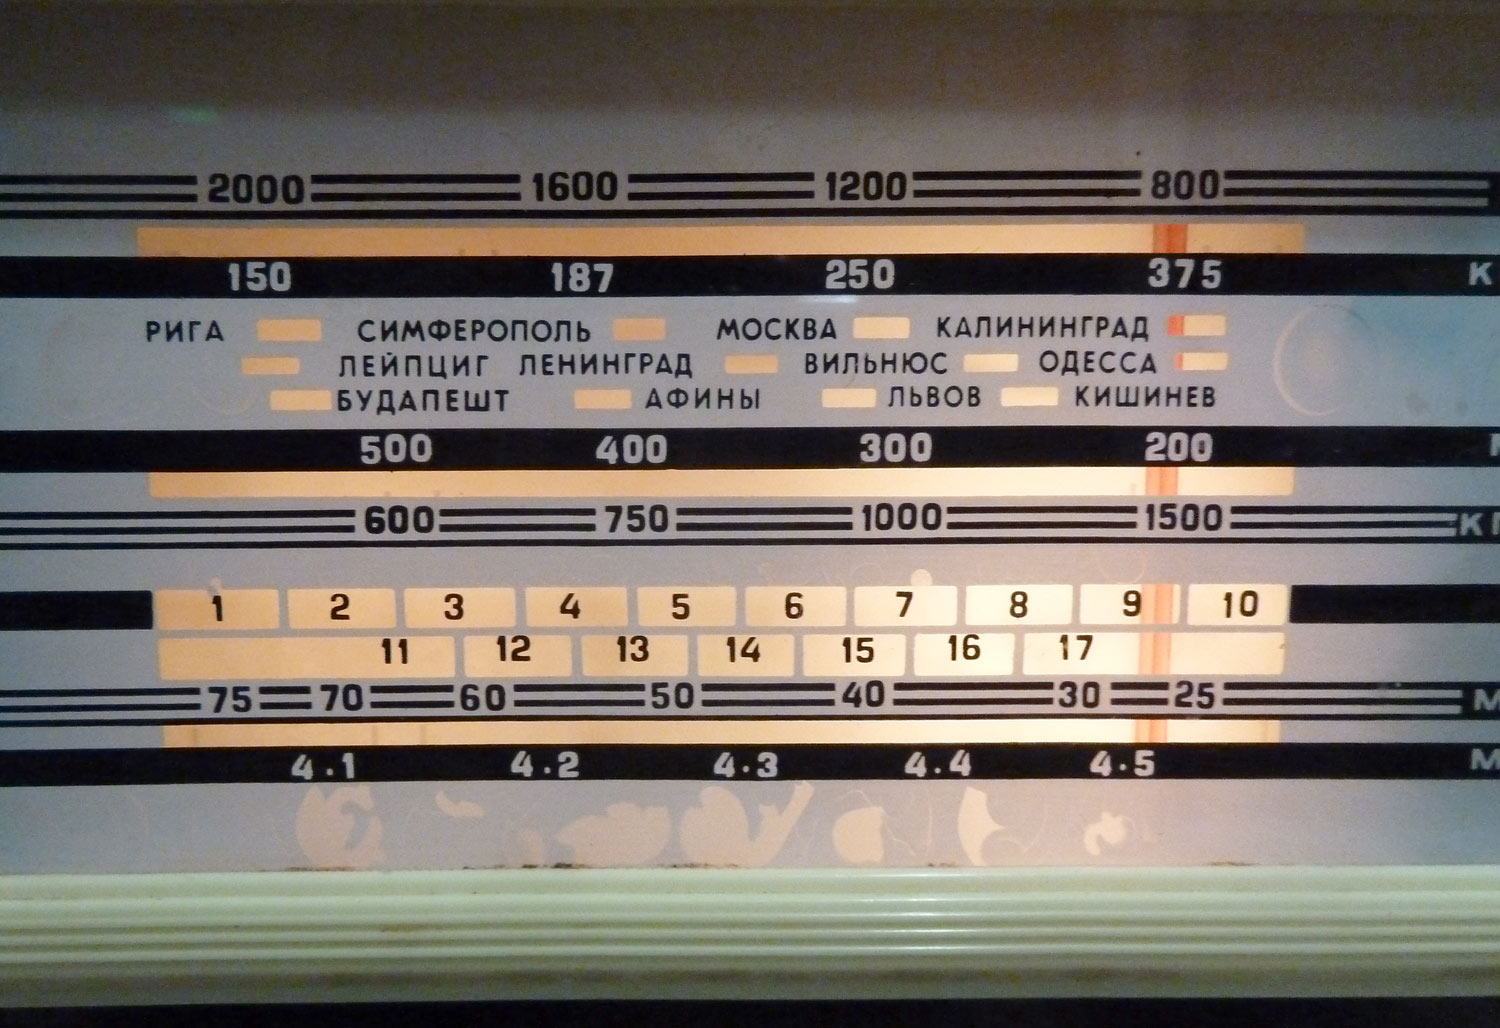 2000 1600 1200 800
150 187 250 375 К
РИГА СИМФЕРОПОЛЬ МОСКВА КАЛИНИНГРАД
ЛЕЙПЦИГ ЛЕНИНГРАД ВИЛЬНЮС ОДЕССА
БУДАПЕШТ АФИНЫ ЛЬВОВ КИШИНЕВ
500 400 300 200
600 750 1000 1500 КГ
1 2 3 4 5 6 7 8 9 10
11 12 13 14 15 16 17
75 70 60 50 40 30 25 М
4.1 4.2 4.3 4.4 4.5 М